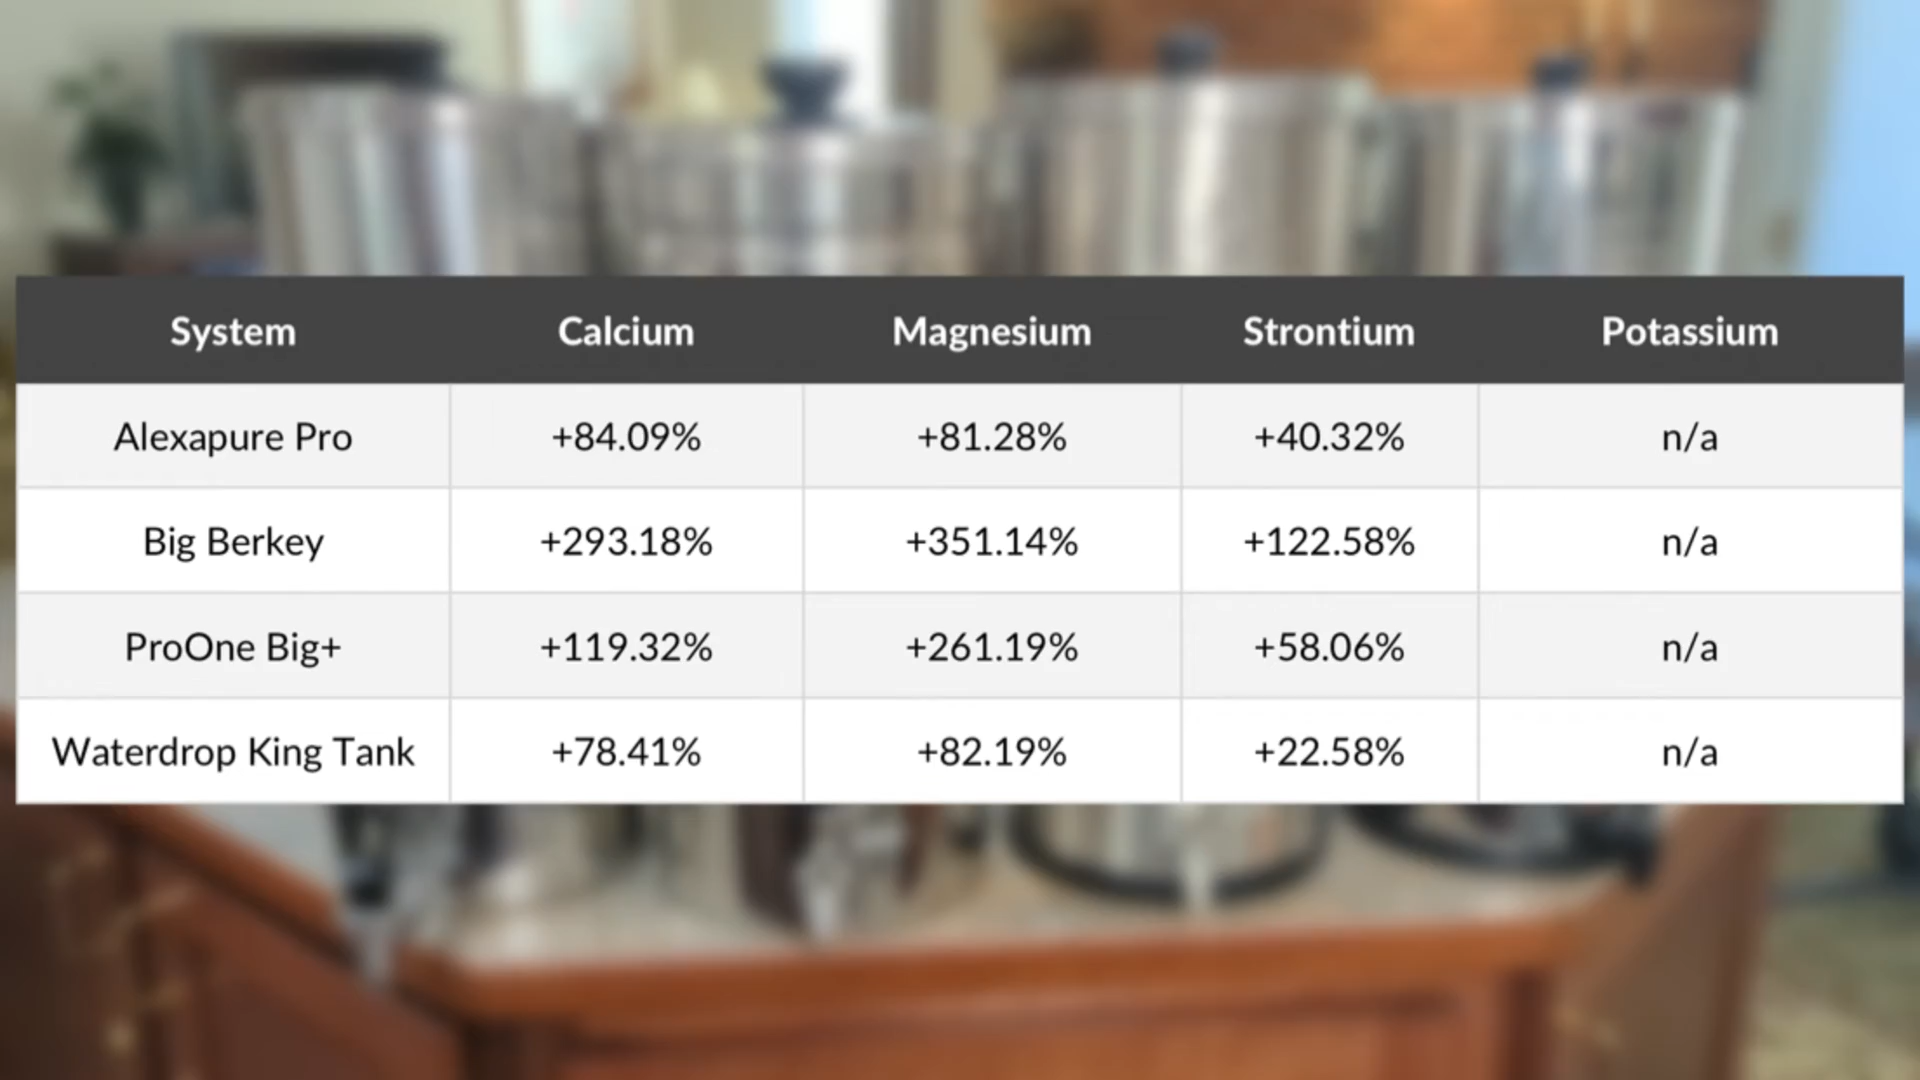 System Calcium Magnesium Strontium Potassium
Alexapure Pro +84.09% +81.28% +40.32% n/a
Big Berkey +293.18% +351.14% +122.58% n/a
ProOne Big+ +119.32% +261.19% +58.06% n/a
Waterdrop King Tank +78.41% +82.19% +22.58% n/a